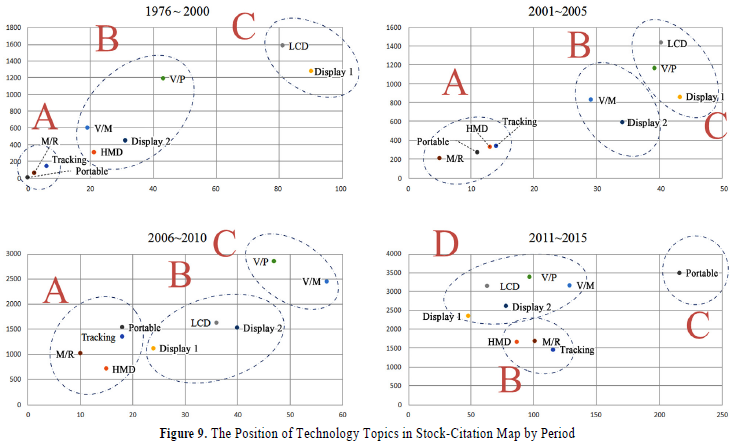 1976~2000
1800
1600
1400
1200
1000
800
600
400
200
0
0 20 40 60 80 100
A
B
C
LCD
Display 1
V/P
V/M
Display 2
HMD
M/R
Tracking
Portable
2001~2005
1600
1400
1200
1000
800
600
400
200
0
0 10 20 30 40 50
A
B
C
LCD
V/P
Display 1
V/M
Display 2
Tracking
HMD
Portable
M/R
2006~2010
3000
2500
2000
1500
1000
500
0
0 10 20 30 40 50 60
A
B
C
V/P
V/M
LCD
Display 2
Display 1
Portable
Tracking
M/R
HMD
2011~2015
4000
3500
3000
2500
2000
1500
1000
500
0
0 50 100 150 200 250
D
C
B
V/P
LCD
V/M
Display 2
Display 1
Portable
HMD
M/R
Tracking
Figure 9. The Position of Technology Topics in Stock-Citation Map by Period